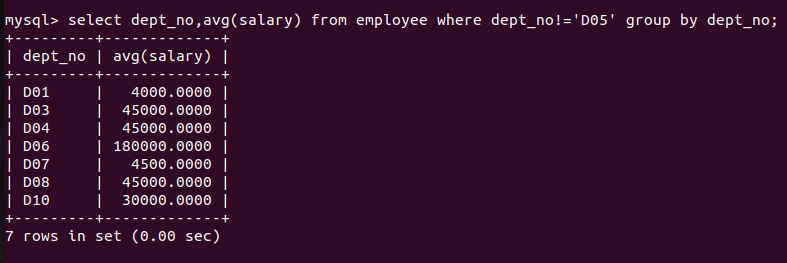 mysql> select dept_no,avg(salary) from employee where dept_no!='D05' group by dept_no;
+---------+-------------+
| dept_no | avg(salary) |
+---------+-------------+
| D01     |   4000.0000 |
| D03     |  45000.0000 |
| D04     |  45000.0000 |
| D06     | 180000.0000 |
| D07     |   4500.0000 |
| D08     |  45000.0000 |
| D10     |  30000.0000 |
+---------+-------------+
7 rows in set (0.00 sec)